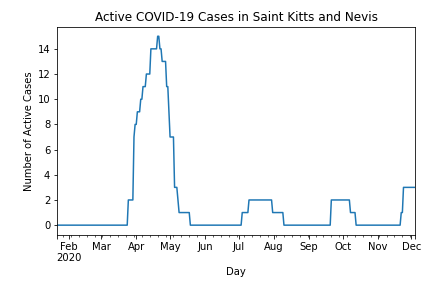 Active COVID-19 Cases in Saint Kitts and Nevis
Number of Active Cases
14
12
10
8
6
4
2
0
Feb Mar Apr May Jun Jul Aug Sep Oct Nov Dec
2020
Day